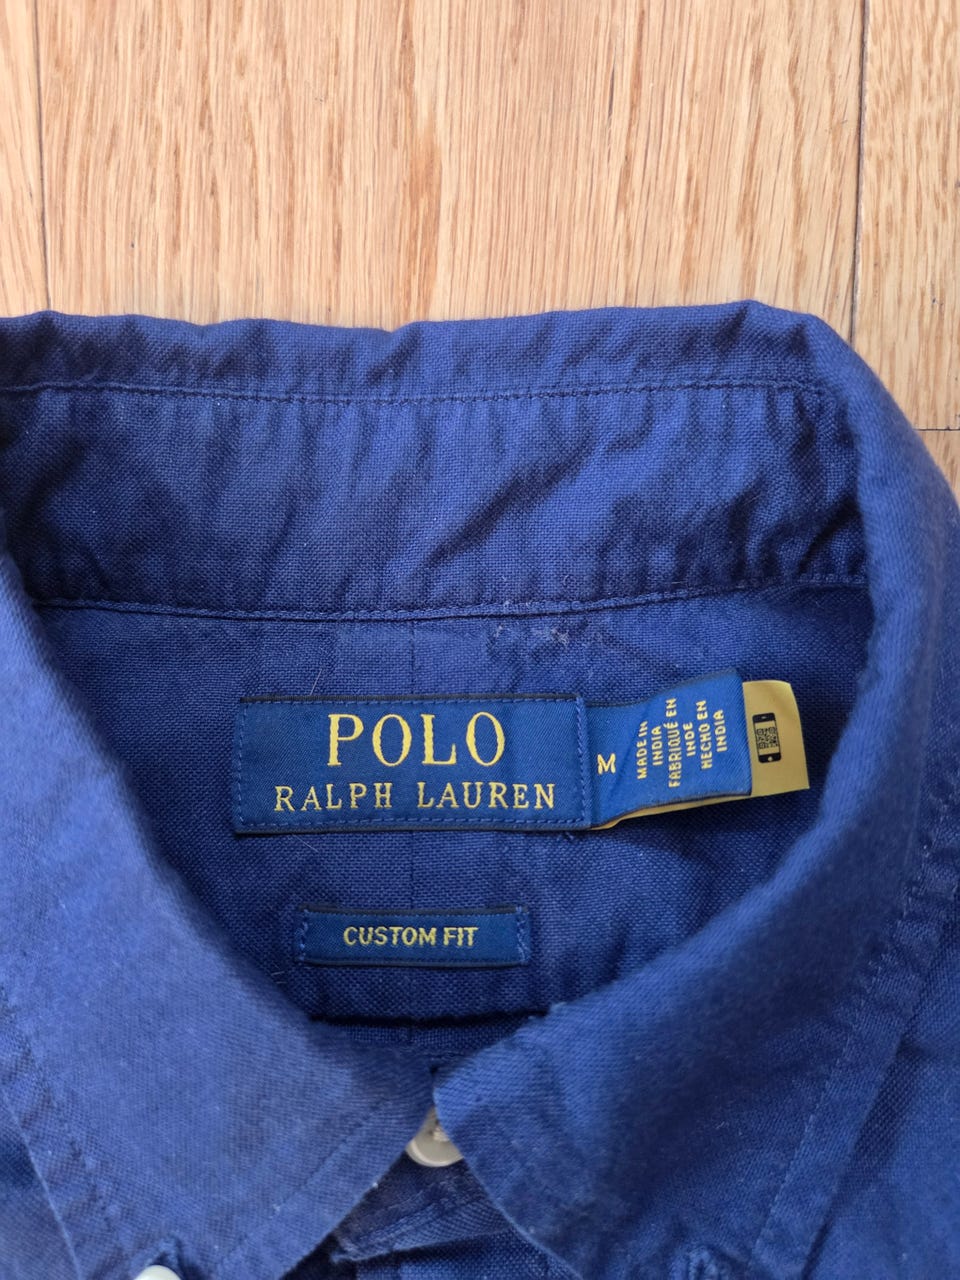 POLO
RALPH LAUREN
M
MADE IN
INDIA
FABRIQUÉ EN
INDE
HECHO EN
INDIA
CUSTOM FIT